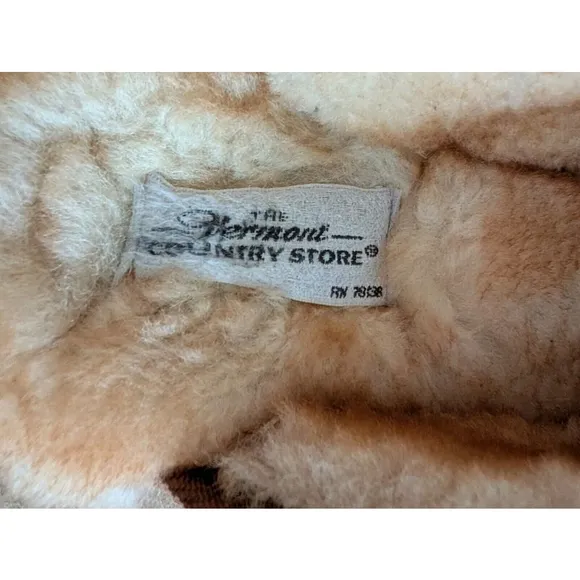 THE
Vermont
COUNTRY STORE®
RN 78138